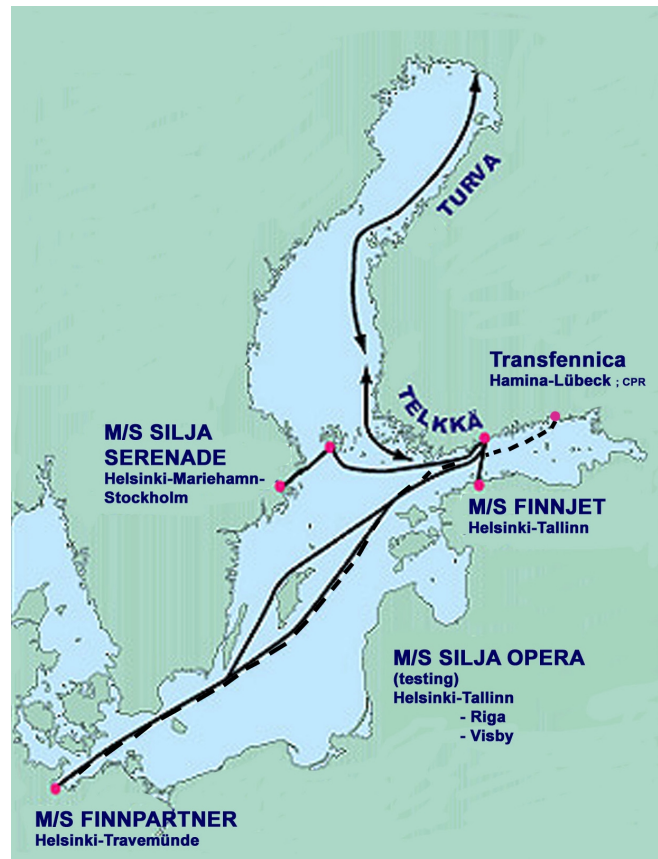 TURVA
Transfennica
Hamina-Lübeck ; CPR
TELKKÄ
M/S SILJA
SERENADE
Helsinki-Mariehamn-
Stockholm
M/S FINNJET
Helsinki-Tallinn
M/S SILJA OPERA
(testing)
Helsinki-Tallinn
- Riga
- Visby
M/S FINNPARTNER
Helsinki-Travemünde